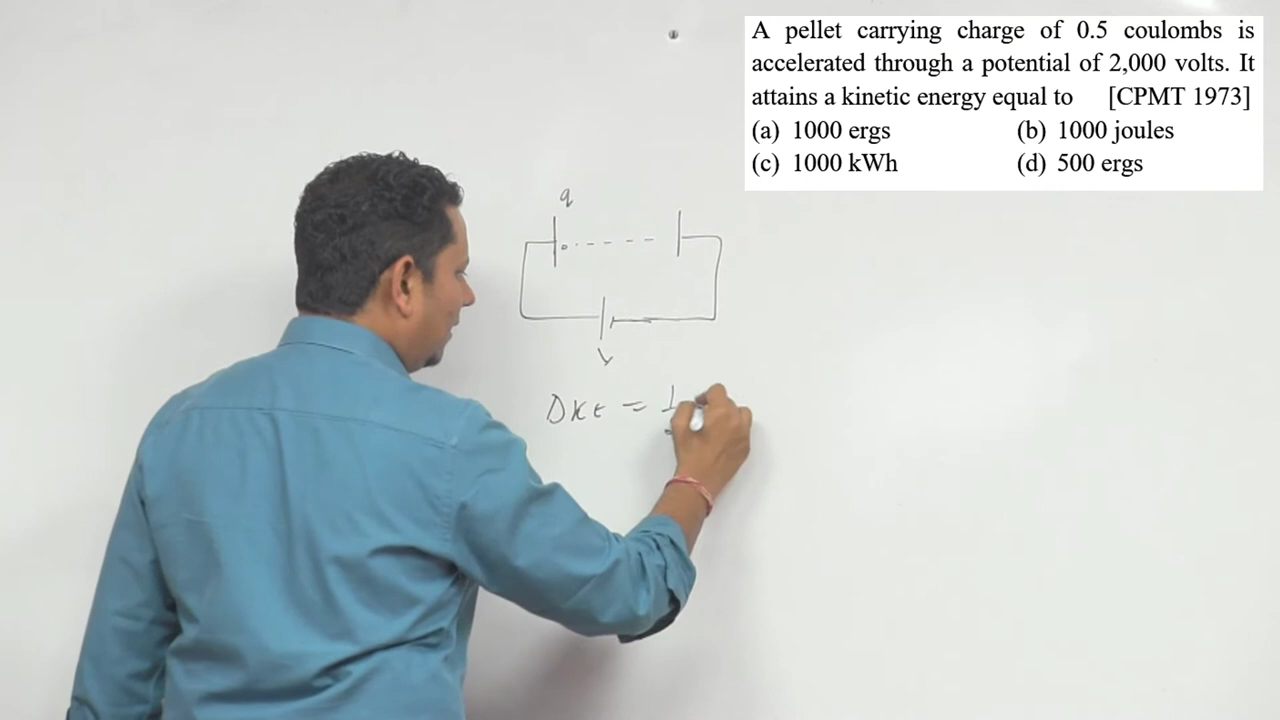 A pellet carrying charge of 0.5 coulombs is
accelerated through a potential of 2,000 volts. It
attains a kinetic energy equal to [CPMT 1973]
(a) 1000 ergs (b) 1000 joules
(c) 1000 kWh (d) 500 ergs
q
V
ΔKE = 1